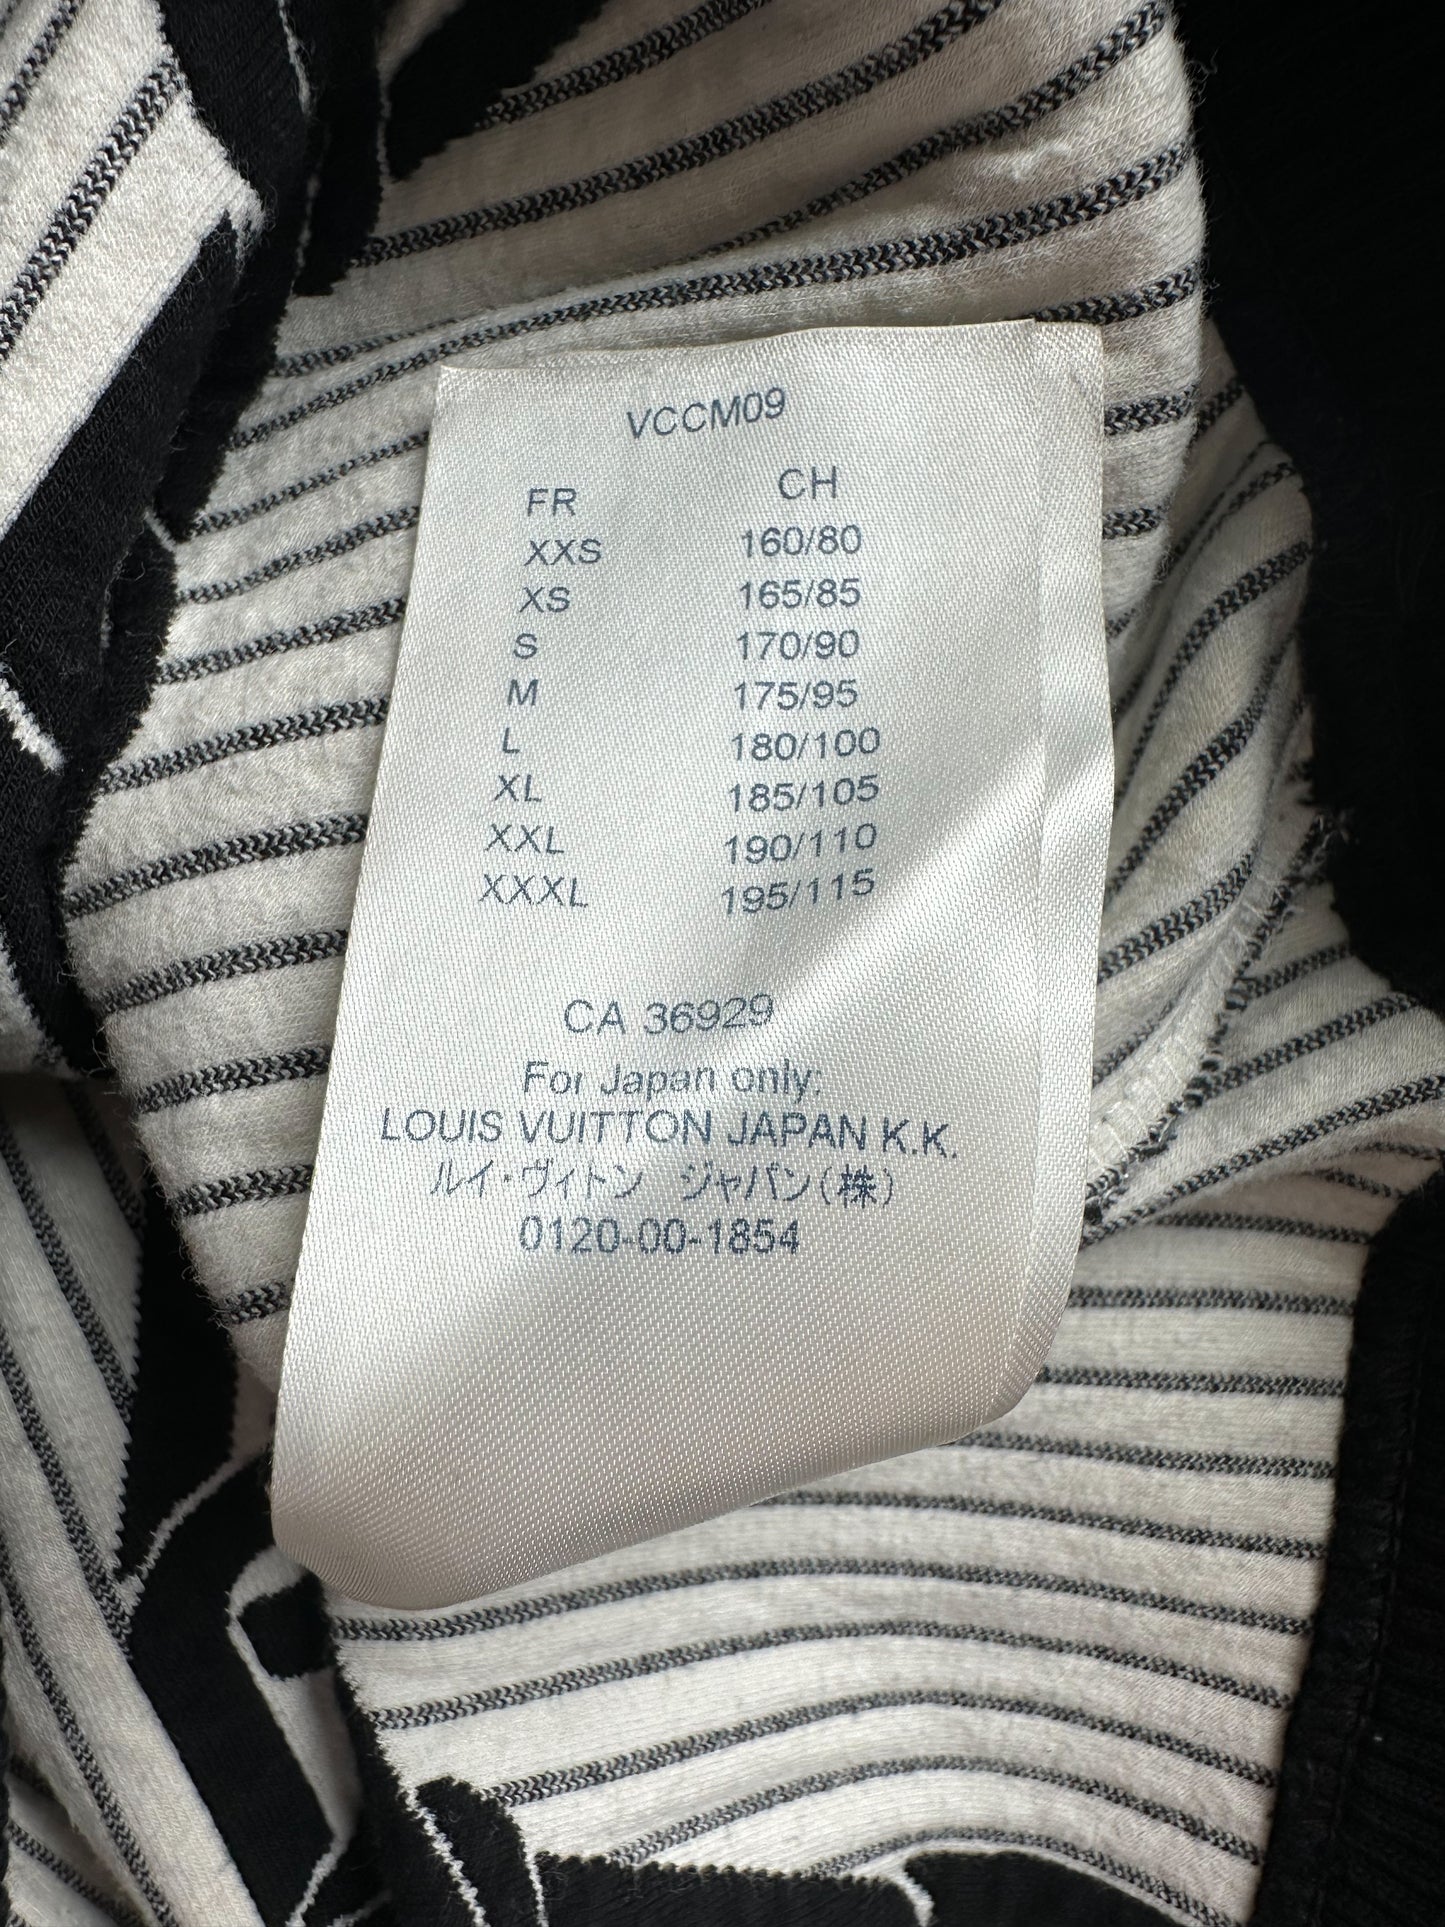 VCCM09
FR CH
XXS 160/80
XS 165/85
S 170/90
M 175/95
L 180/100
XL 185/105
XXL 190/110
XXXL 195/115
CA 36929
For Japan only:
LOUIS VUITTON JAPAN K.K.
ルイ・ヴィトン ジャパン(株)
0120-00-1854